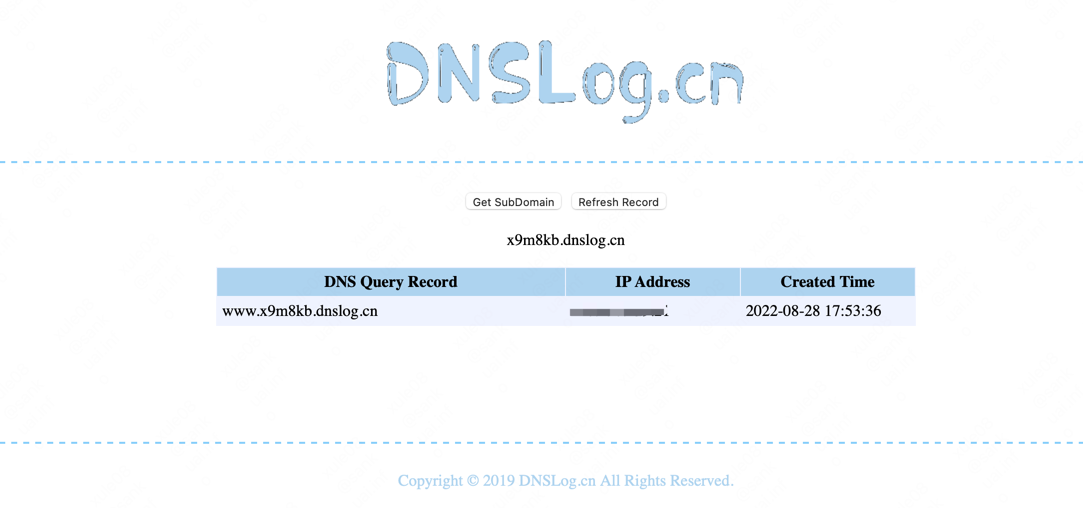 DNSLog.cn
Get SubDomain Refresh Record
x9m8kb.dnslog.cn
DNS Query Record IP Address Created Time
www.x9m8kb.dnslog.cn 2022-08-28 17:53:36
Copyright © 2019 DNSLog.cn All Rights Reserved.